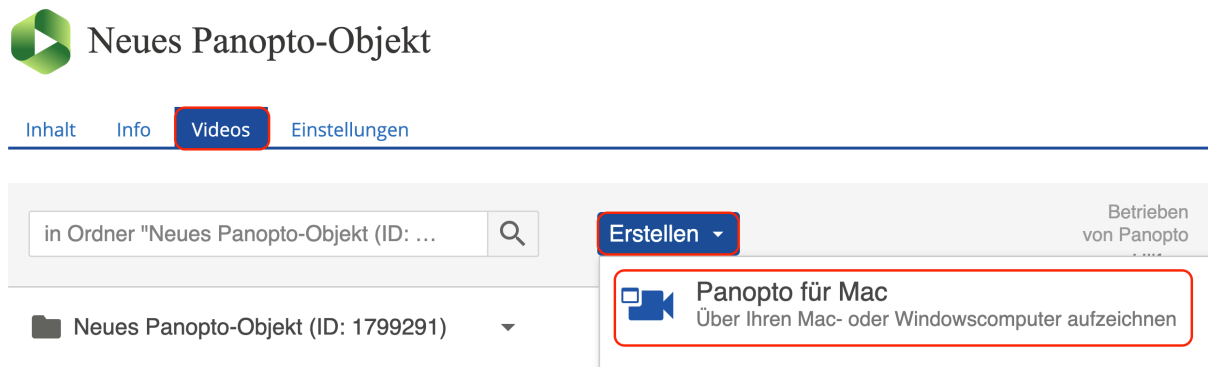 Neues Panopto-Objekt
Inhalt Info Videos Einstellungen
in Ordner "Neues Panopto-Objekt (ID: ...
Erstellen
Betrieben
von Panopto
Neues Panopto-Objekt (ID: 1799291)
Panopto für Mac
Über Ihren Mac- oder Windowscomputer aufzeichnen